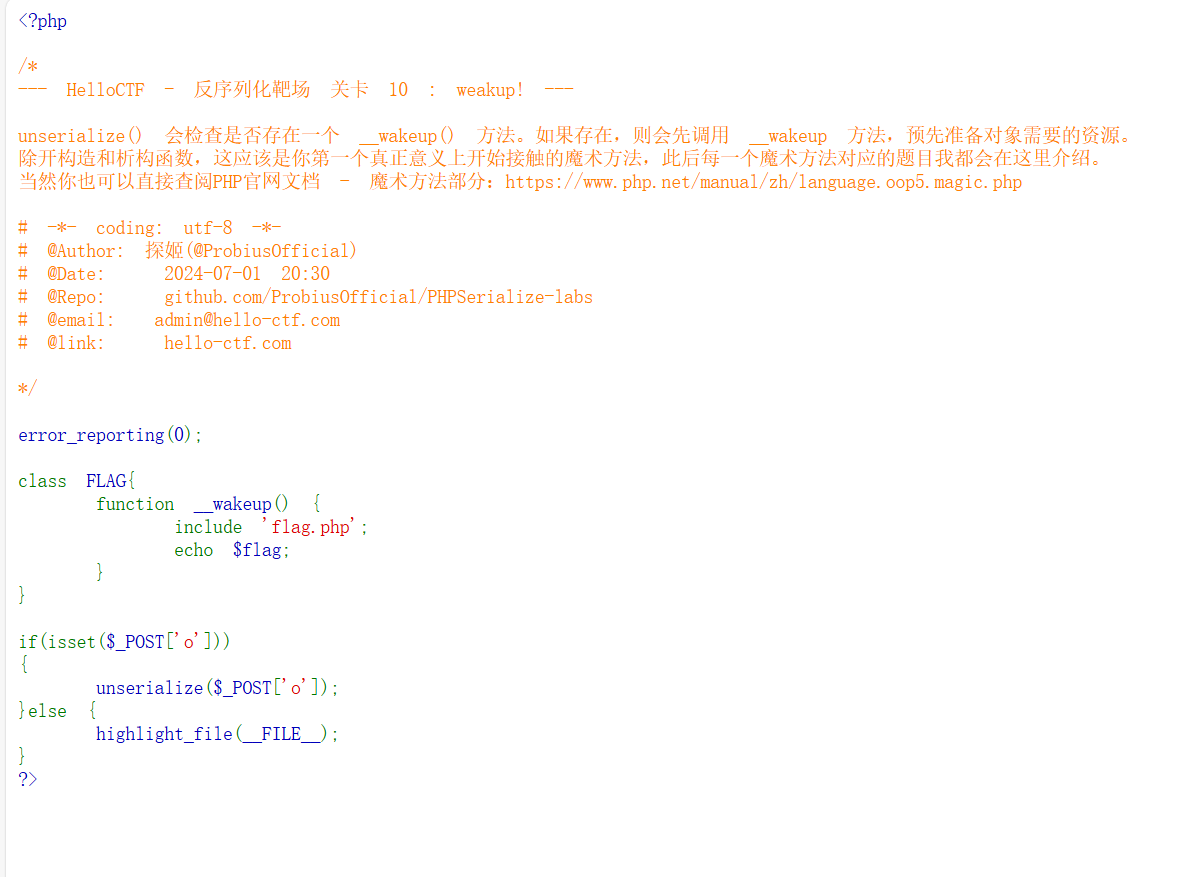 <?php
/*
--- HelloCTF - 反序列化靶场 关卡 10 : weakup! ---
unserialize() 会检查是否存在一个 __wakeup() 方法。如果存在，则会先调用 __wakeup 方法，预先准备对象需要的资源。
除开构造和析构函数，这应该是你第一个真正意义上开始接触的魔术方法，此后每一个魔术方法对应的题目我都会在这里介绍。
当然你也可以直接查阅PHP官网文档 - 魔术方法部分：https://www.php.net/manual/zh/language.oop5.magic.php
# -*- coding: utf-8 -*-
# @Author: 探姬(@ProbiusOfficial)
# @Date: 2024-07-01 20:30
# @Repo: github.com/ProbiusOfficial/PHPSerialize-labs
# @email: admin@hello-ctf.com
# @link: hello-ctf.com
*/
error_reporting(0);
class FLAG{
function __wakeup() {
include 'flag.php';
echo $flag;
}
}
if(isset($_POST['o']))
{
unserialize($_POST['o']);
}else {
highlight_file(__FILE__);
}
?>